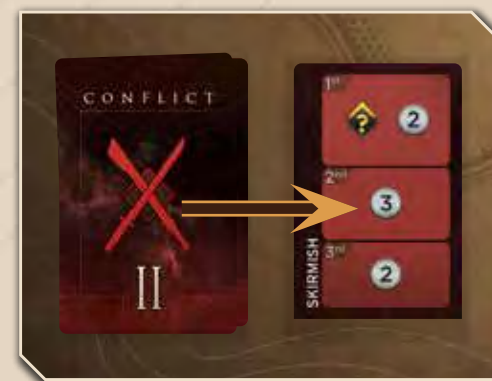 CONFLICT
II
1st
? 2
2nd
3
3rd
2
SKIRMISH